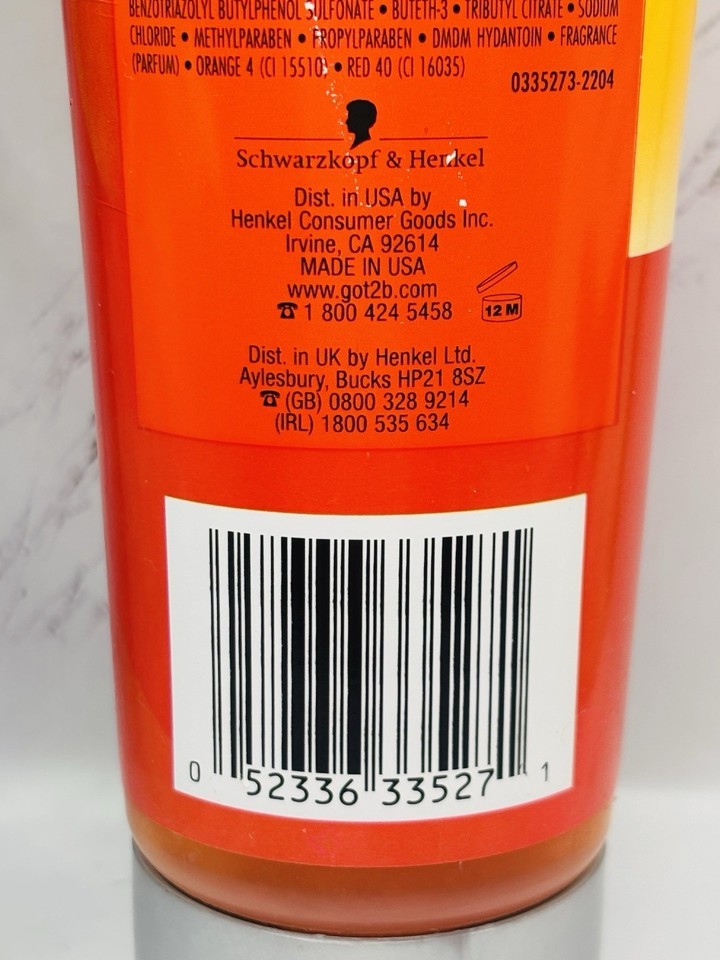 BENZOTRIAZOLYL BUTYLPHENOL SULFONATE • BUTETH-3 • TRIBUTYL CITRATE • SODIUM
CHLORIDE • METHYLPARABEN • PROPYLPARABEN • DMDM HYDANTOIN • FRAGRANCE
(PARFUM) • ORANGE 4 (CI 15510) • RED 40 (CI 16035)
0335273-2204
Schwarzkopf & Henkel
Dist. in USA by
Henkel Consumer Goods Inc.
Irvine, CA 92614
MADE IN USA
www.got2b.com
☎ 1 800 424 5458
12 M
Dist. in UK by Henkel Ltd.
Aylesbury, Bucks HP21 8SZ
☎ (GB) 0800 328 9214
(IRL) 1800 535 634
0 52336 33527 1